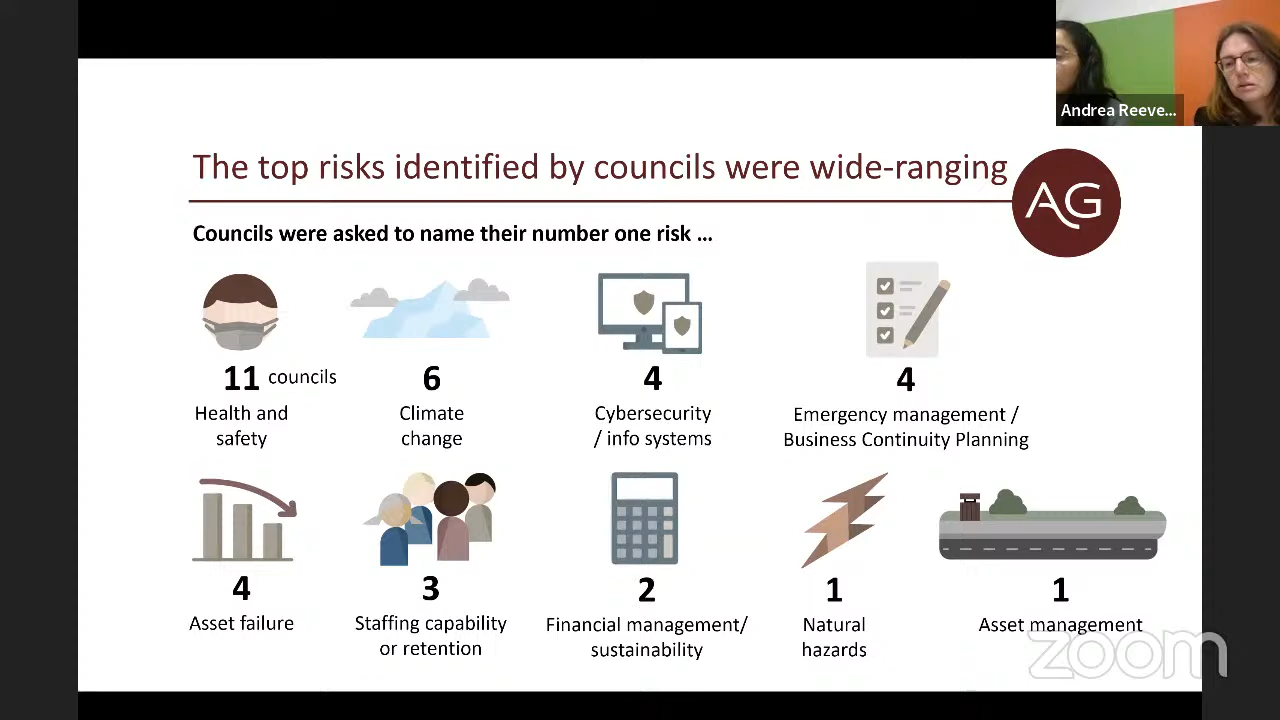 Andrea Reeve...
The top risks identified by councils were wide-ranging
AG
Councils were asked to name their number one risk ...
11 councils
Health and
safety
6
Climate
change
4
Cybersecurity
/ info systems
4
Emergency management /
Business Continuity Planning
4
Asset failure
3
Staffing capability
or retention
2
Financial management/
sustainability
1
Natural
hazards
1
Asset management
zoom